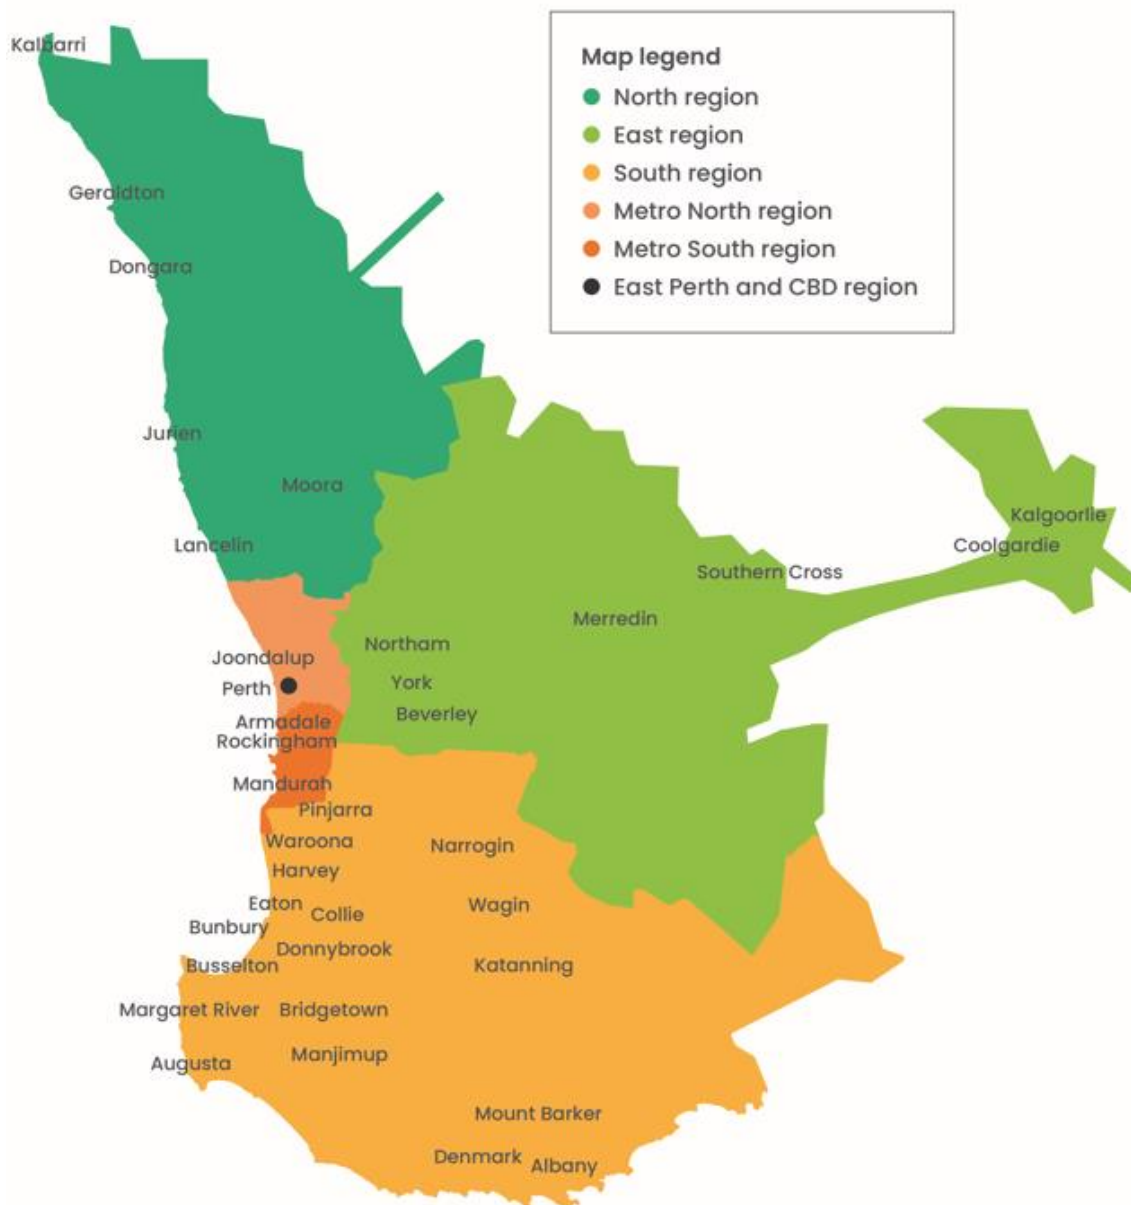 Kalbarri
Map legend
North region
East region
South region
Metro North region
Metro South region
East Perth and CBD region
Geraldton
Dongara
Jurien
Moora
Lancelin
Kalgoorlie
Coolgardie
Southern Cross
Merredin
Northam
Joondalup
York
Perth
Beverley
Armadale
Rockingham
Mandurah
Pinjarra
Waroona
Narrogin
Harvey
Eaton
Wagin
Collie
Bunbury
Donnybrook
Busselton
Katanning
Margaret River
Bridgetown
Manjimup
Augusta
Mount Barker
Denmark
Albany